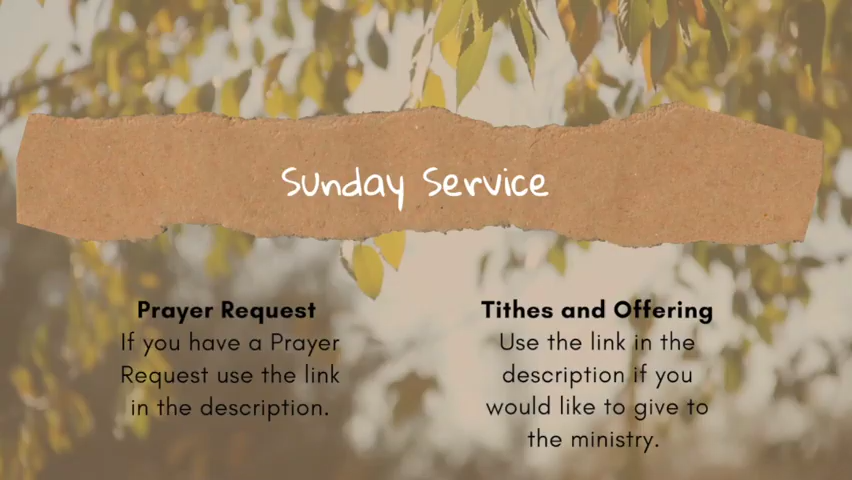 Sunday Service
Prayer Request
If you have a Prayer
Request use the link
in the description.
Tithes and Offering
Use the link in the
description if you
would like to give to
the ministry.